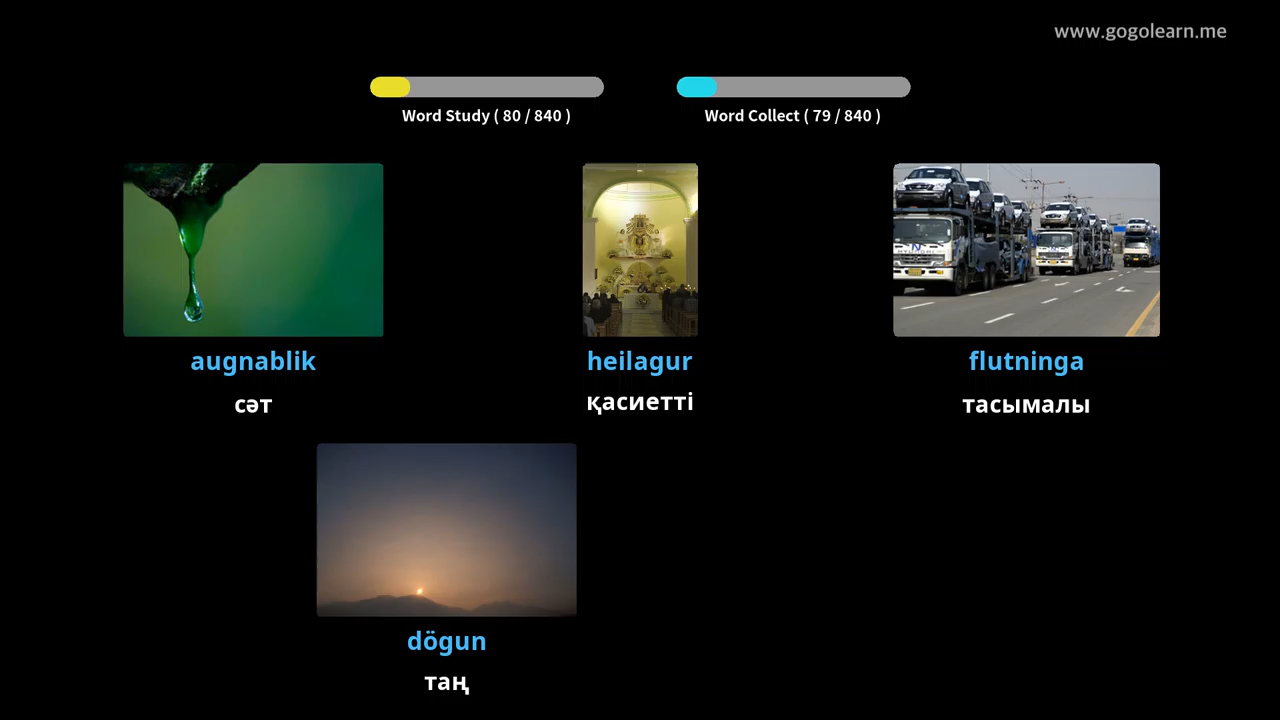 www.gogolearn.me
Word Study ( 80 / 840 )
Word Collect ( 79 / 840 )
augnablik
heilagur
flutninga
сәт
қасиетті
тасымалы
dögun
таң